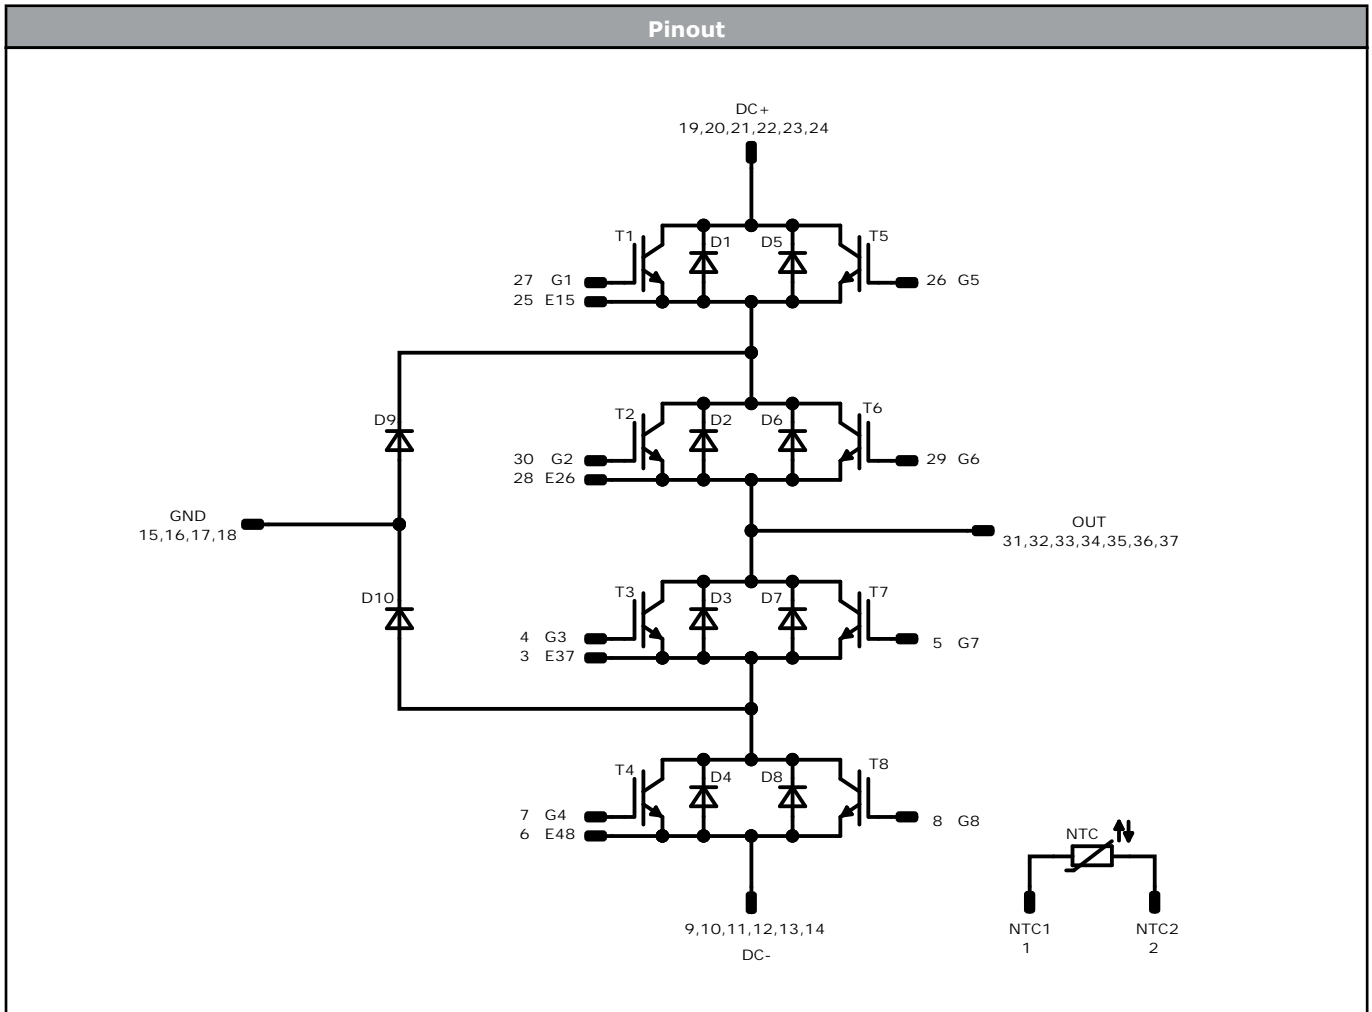 Pinout
DC+
19,20,21,22,23,24
T1
D1
D5
T5
27 G1
26 G5
25 E15
D9
T2
D2
D6
T6
30 G2
29 G6
28 E26
GND
15,16,17,18
OUT
31,32,33,34,35,36,37
D10
T3
D3
D7
T7
4 G3
5 G7
3 E37
T4
D4
D8
T8
7 G4
8 G8
6 E48
NTC
9,10,11,12,13,14
DC-
NTC1
1
NTC2
2